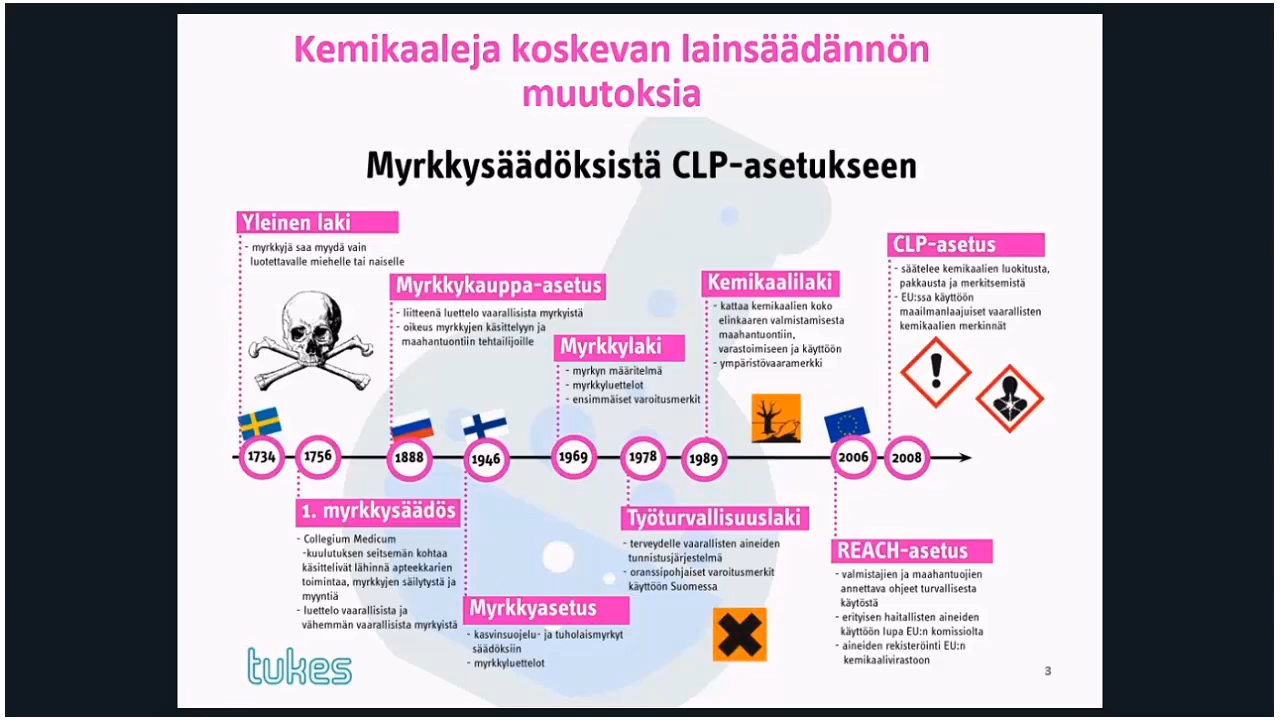 Kemikaaleja koskevan lainsäädännön
muutoksia
Myrkkysäädöksistä CLP-asetukseen
Yleinen laki
- myrkkyjä saa myydä vain
luotettavalle miehelle tai naiselle
Myrkkykauppa-asetus
- liitteenä luettelo vaarallisista myrkyistä
- oikeus myrkkyjen käsittelyyn ja
maahantuontiin tehtailijoille
Myrkkylaki
- myrkyn määritelmä
- myrkkyluettelot
- ensimmäiset varoitusmerkit
Kemikaalilaki
- kattaa kemikaalien koko
elinkaaren valmistamisesta
maahantuontiin,
varastoimiseen ja käyttöön
- ympäristövaaramerkki
CLP-asetus
- säätelee kemikaalien luokitusta,
pakkausta ja merkitsemistä
- EU:ssa käyttöön
maailmanlaajuiset vaarallisten
kemikaalien merkinnät
1734
1756
1888
1946
1969
1978
1989
2006
2008
1. myrkkysäädös
- Collegium Medicum
-kuulutuksen seitsemän kohtaa
käsittelivät lähinnä apteekkarien
toimintaa, myrkkyjen säilytystä ja
myyntiä
- luettelo vaarallisista ja
vähemmän vaarallisista myrkyistä
Myrkkyasetus
- kasvinsuojelu- ja tuholaismyrkyt
säädöksiin
- myrkkyluettelot
Työturvallisuuslaki
- terveydelle vaarallisten aineiden
tunnistusjärjestelmä
- oranssipohjaiset varoitusmerkit
käyttöön Suomessa
REACH-asetus
- valmistajien ja maahantuojien
annettava ohjeet turvallisesta
käytöstä
- erityisen haitallisten aineiden
käyttöön lupa EU:n komissiolta
- aineiden rekisteröinti EU:n
kemikaalivirastoon
tukes
3